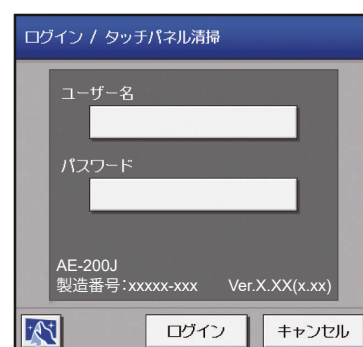 ログイン / タッチパネル清掃
ユーザー名
パスワード
AE-200J
製造番号:xxxxx-xxx Ver.X.XX(x.xx)
ログイン キャンセル